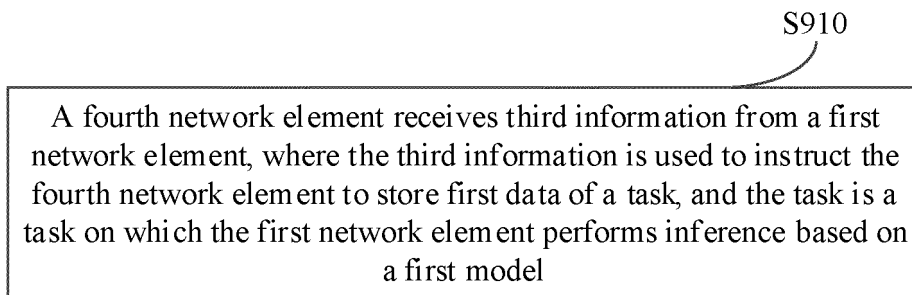 S910
A fourth network element receives third information from a first
network element, where the third information is used to instruct the
fourth network element to store first data of a task, and the task is a
task on which the first network element performs inference based on
a first model